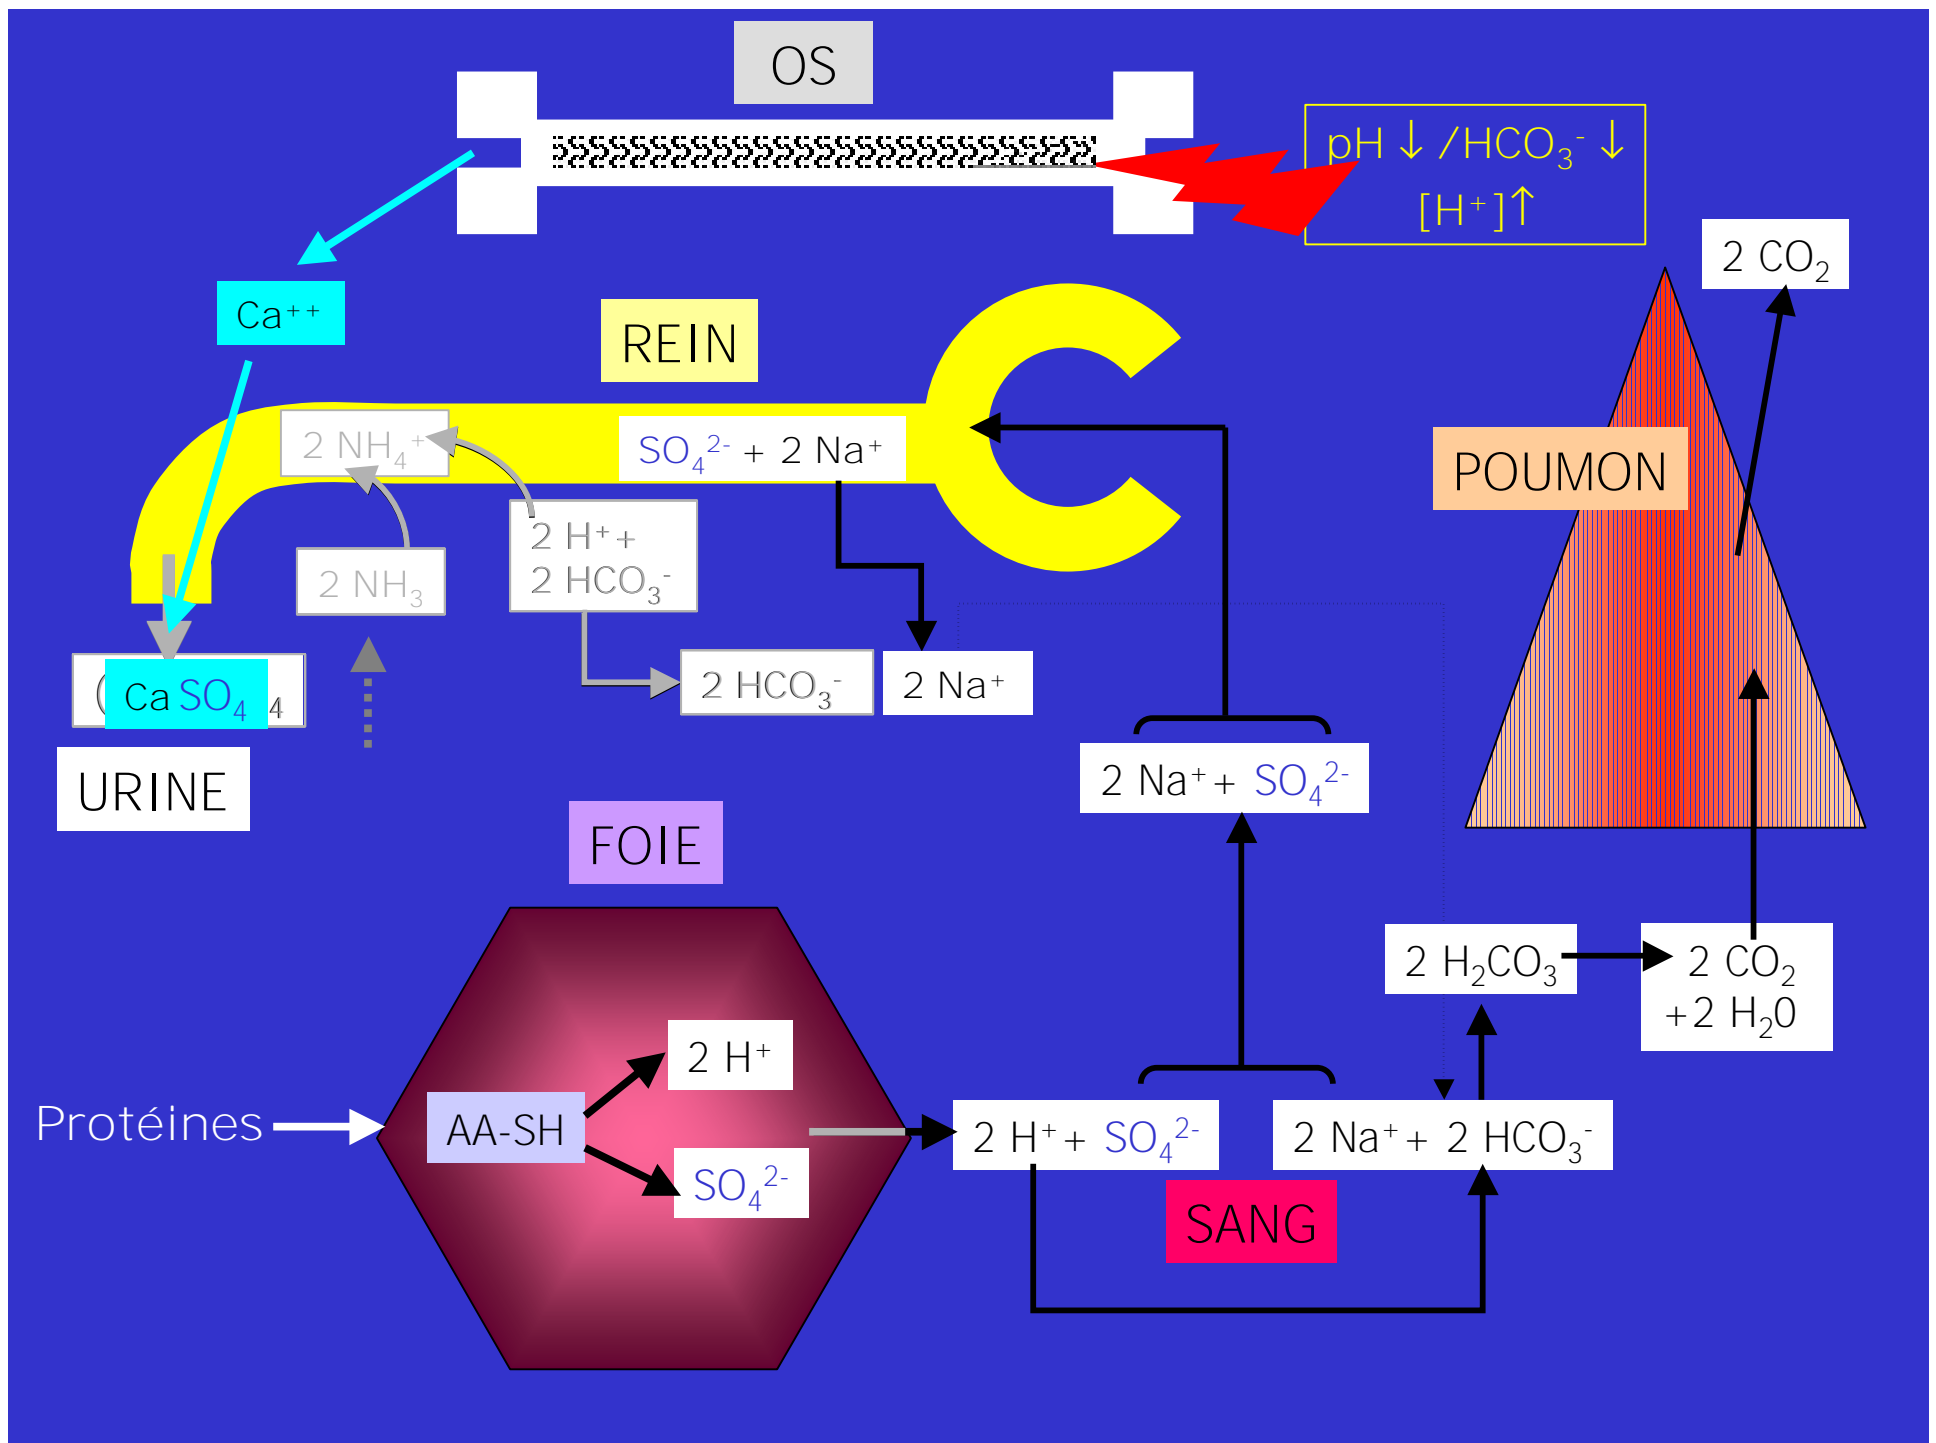 OS
pH ↓ /HCO₃⁻ ↓
[H⁺]↑
2 CO₂
Ca⁺⁺
REIN
2 NH₄⁺
SO₄²⁻ + 2 Na⁺
POUMON
2 H⁺ +
2 HCO₃⁻
2 NH₃
2 HCO₃⁻
2 Na⁺
(
Ca SO₄
4
URINE
2 Na⁺ + SO₄²⁻
FOIE
2 H₂CO₃
2 CO₂
+2 H₂0
2 H⁺
Protéines
AA-SH
SO₄²⁻
2 H⁺ + SO₄²⁻
2 Na⁺ + 2 HCO₃⁻
SANG